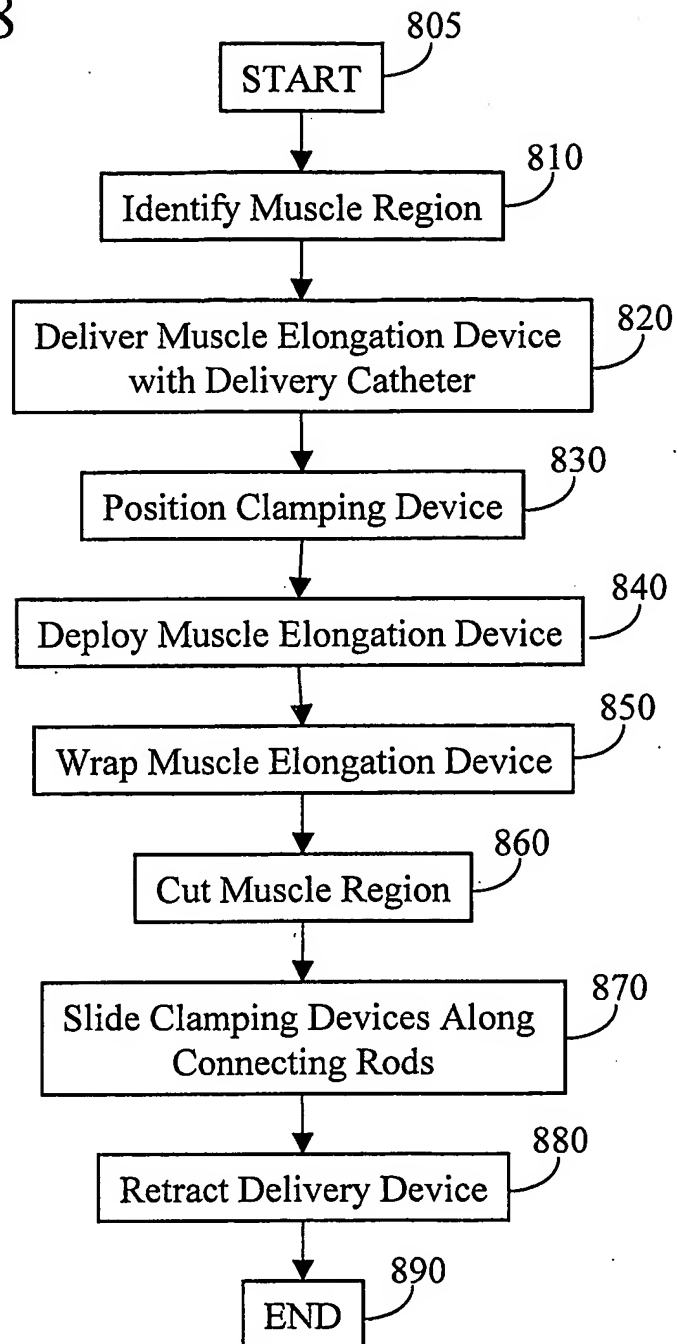 8
805
START
810
Identify Muscle Region
820
Deliver Muscle Elongation Device
with Delivery Catheter
830
Position Clamping Device
840
Deploy Muscle Elongation Device
850
Wrap Muscle Elongation Device
860
Cut Muscle Region
870
Slide Clamping Devices Along
Connecting Rods
880
Retract Delivery Device
890
END